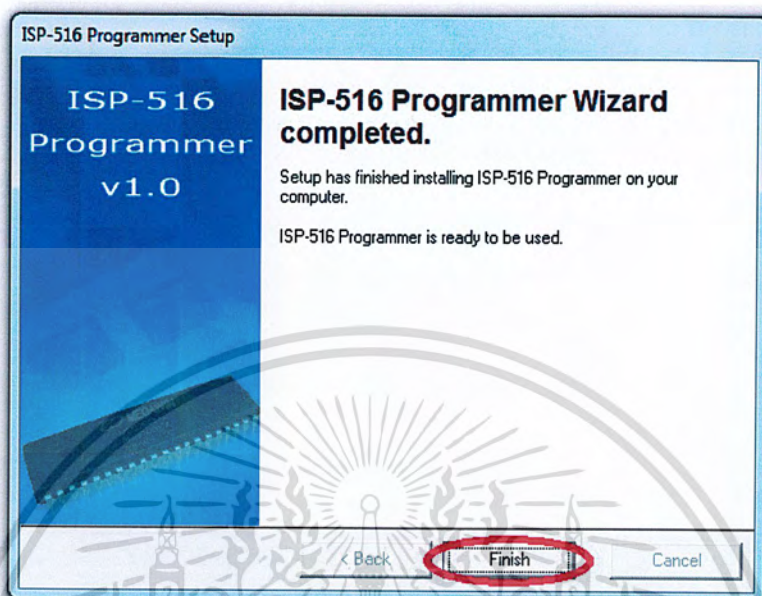 ISP-516 Programmer Setup
ISP-516
Programmer
v1.0
ISP-516 Programmer Wizard
completed.
Setup has finished installing ISP-516 Programmer on your
computer.
ISP-516 Programmer is ready to be used.
< Back
Finish
Cancel